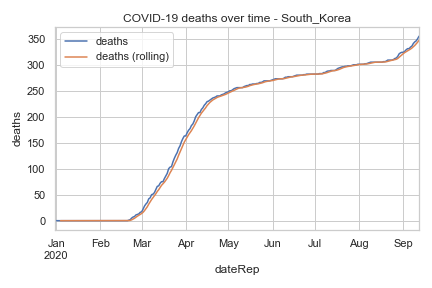 COVID-19 deaths over time - South_Korea
deaths
deaths (rolling)
350
300
250
200
150
100
50
0
deaths
Jan Feb Mar Apr May Jun Jul Aug Sep
2020
dateRep